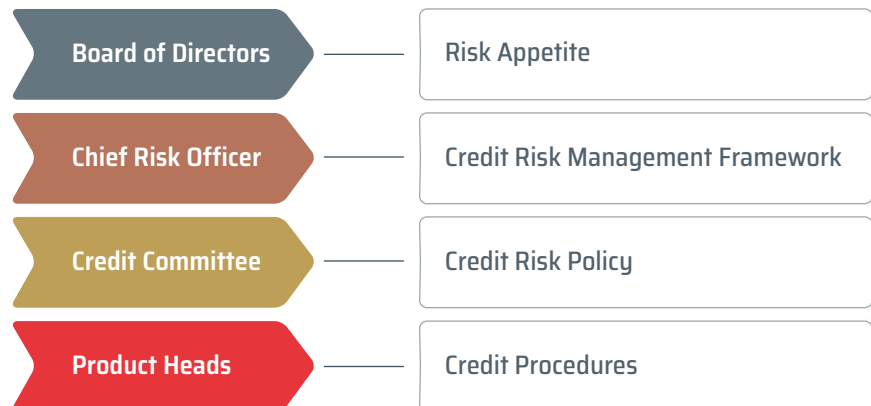 Board of Directors
Risk Appetite
Chief Risk Officer
Credit Risk Management Framework
Credit Committee
Credit Risk Policy
Product Heads
Credit Procedures